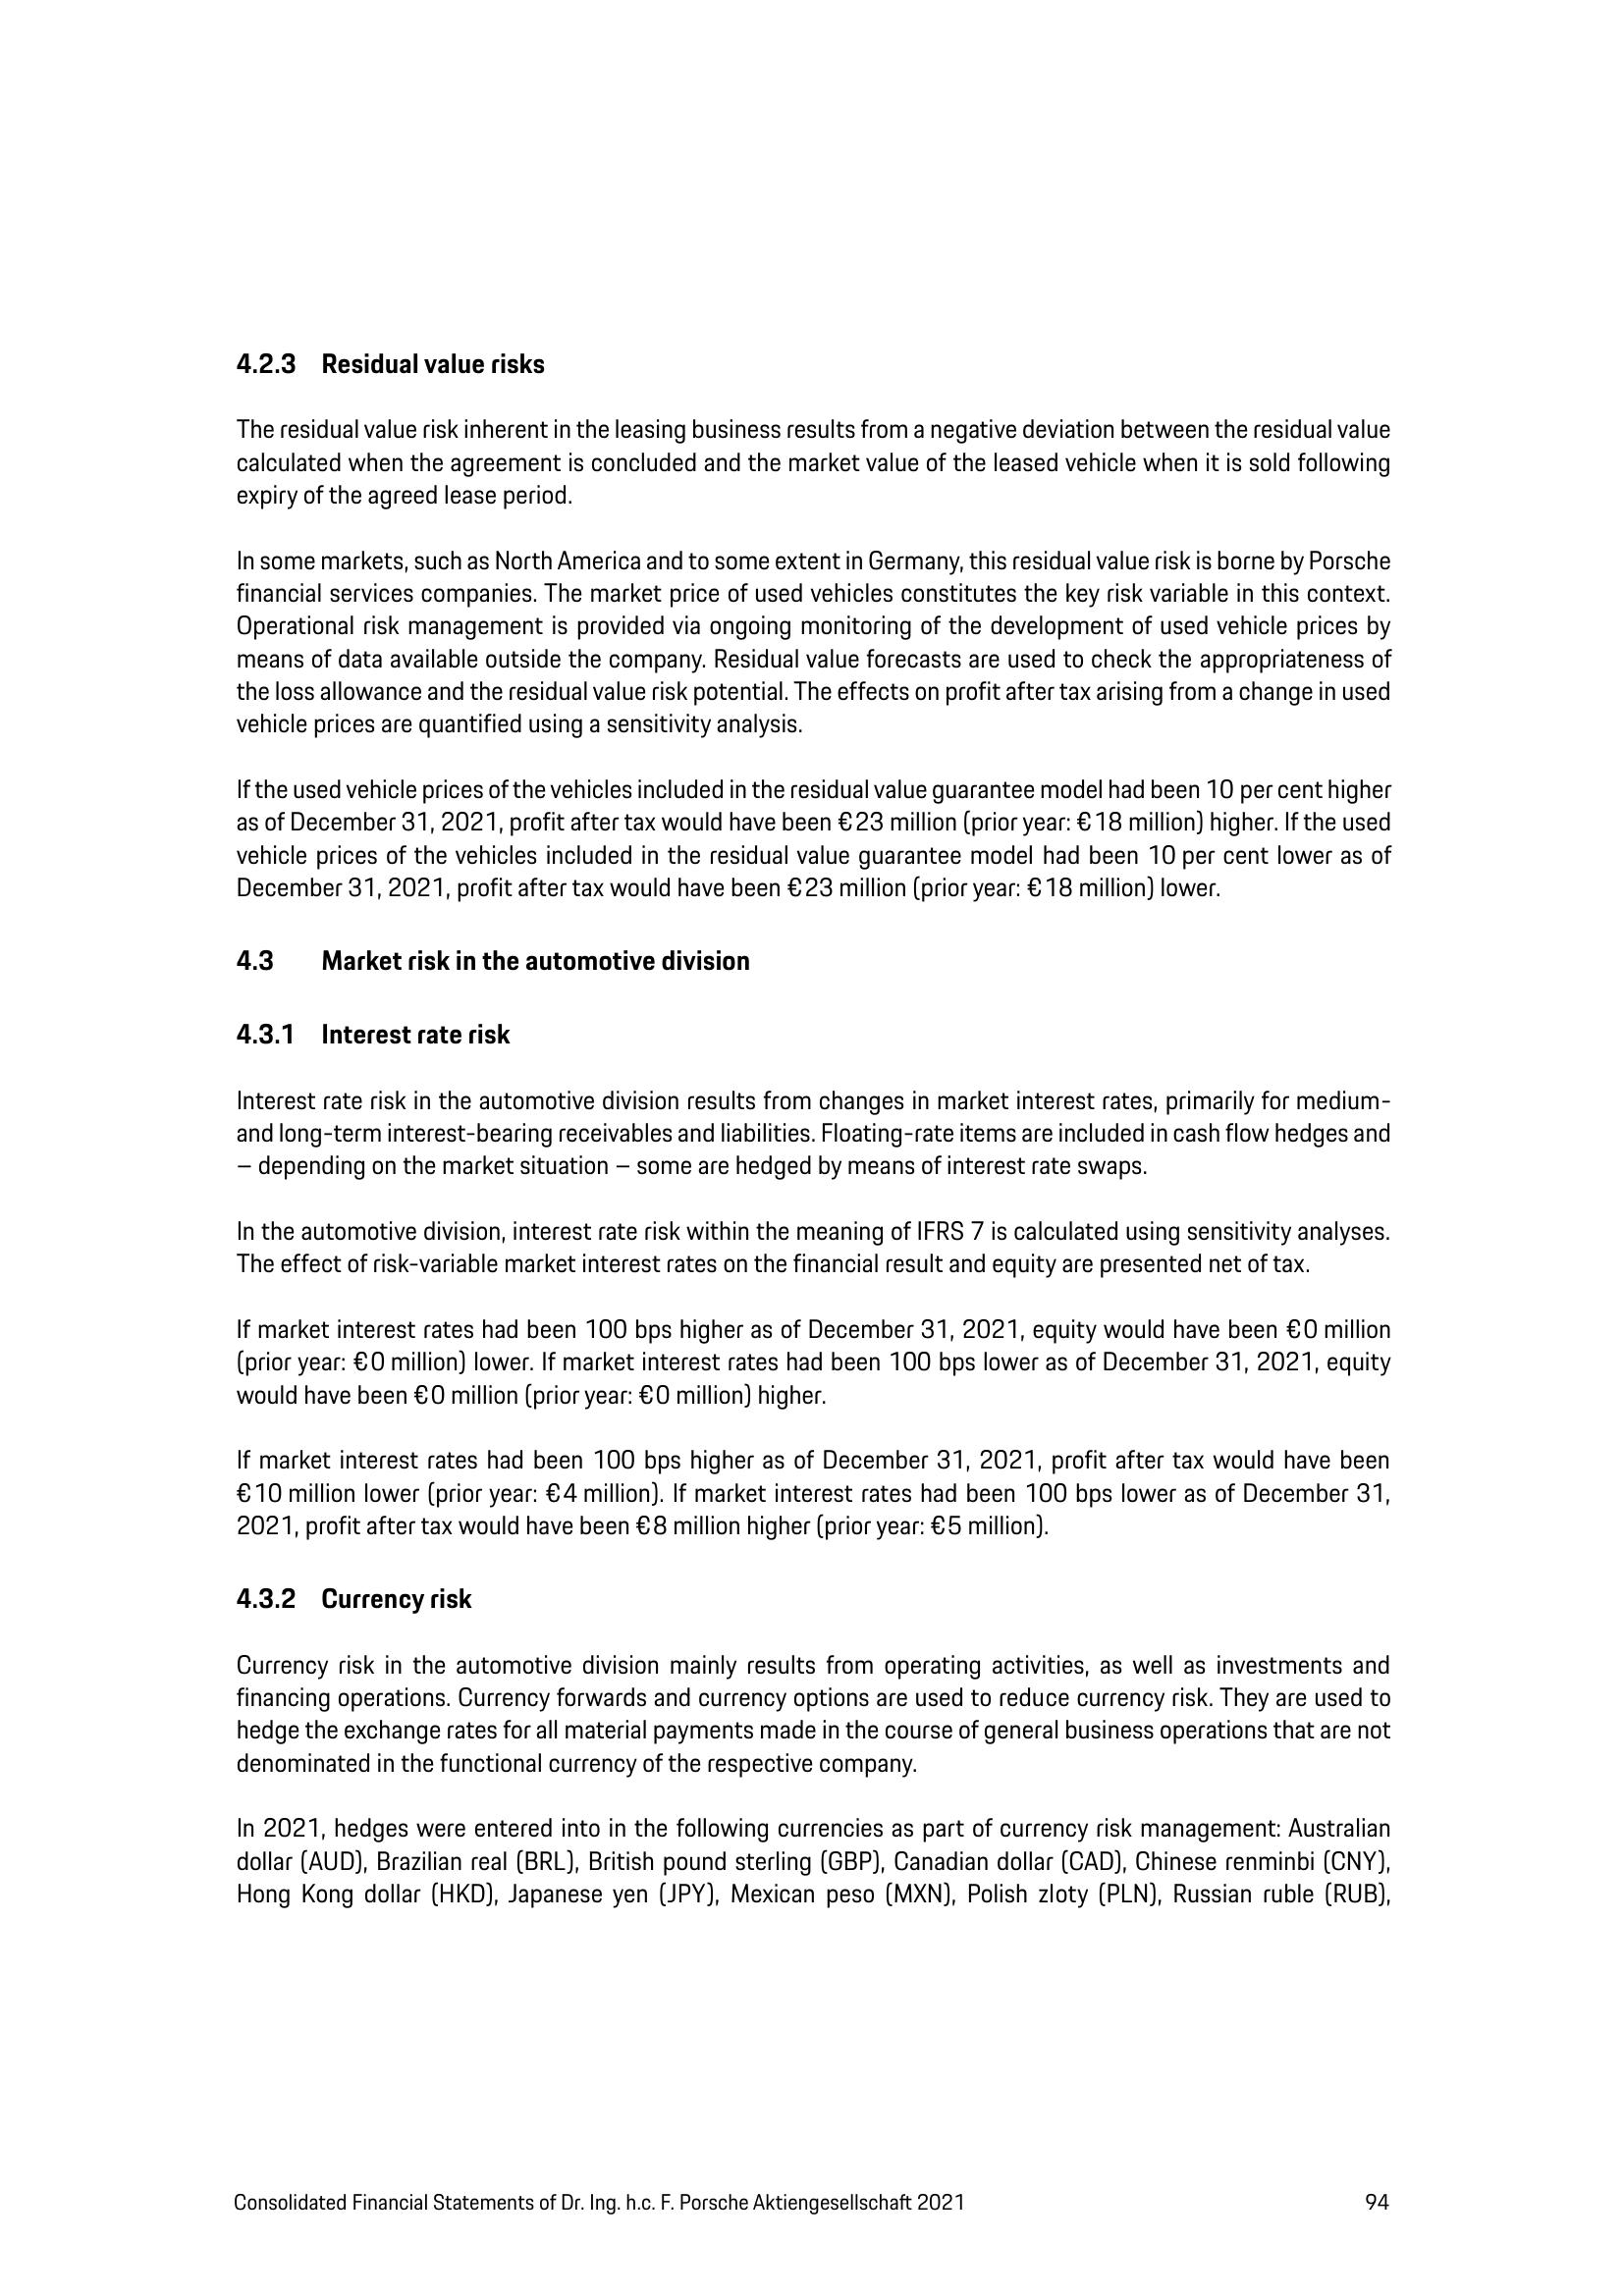 4.2.3 Residual value risks
The residual value risk inherent in the leasing business results from a negative deviation between the residual value
calculated when the agreement is concluded and the market value of the leased vehicle when it is sold following
expiry of the agreed lease period.
In some markets, such as North America and to some extent in Germany, this residual value risk is borne by Porsche
financial services companies. The market price of used vehicles constitutes the key risk variable in this context.
Operational risk management is provided via ongoing monitoring of the development of used vehicle prices by
means of data available outside the company. Residual value forecasts are used to check the appropriateness of
the loss allowance and the residual value risk potential. The effects on profit after tax arising from a change in used
vehicle prices are quantified using a sensitivity analysis.
If the used vehicle prices of the vehicles included in the residual value guarantee model had been 10 per cent higher
as of December 31, 2021, profit after tax would have been €23 million (prior year: €18 million) higher. If the used
vehicle prices of the vehicles included in the residual value guarantee model had been 10 per cent lower as of
December 31, 2021, profit after tax would have been €23 million (prior year: €18 million) lower.
4.3 Market risk in the automotive division
4.3.1 Interest rate risk
Interest rate risk in the automotive division results from changes in market interest rates, primarily for medium-
and long-term interest-bearing receivables and liabilities. Floating-rate items are included in cash flow hedges and
– depending on the market situation – some are hedged by means of interest rate swaps.
In the automotive division, interest rate risk within the meaning of IFRS 7 is calculated using sensitivity analyses.
The effect of risk-variable market interest rates on the financial result and equity are presented net of tax.
If market interest rates had been 100 bps higher as of December 31, 2021, equity would have been €0 million
(prior year: €0 million) lower. If market interest rates had been 100 bps lower as of December 31, 2021, equity
would have been €0 million (prior year: €0 million) higher.
If market interest rates had been 100 bps higher as of December 31, 2021, profit after tax would have been
€10 million lower (prior year: €4 million). If market interest rates had been 100 bps lower as of December 31,
2021, profit after tax would have been €8 million higher (prior year: €5 million).
4.3.2 Currency risk
Currency risk in the automotive division mainly results from operating activities, as well as investments and
financing operations. Currency forwards and currency options are used to reduce currency risk. They are used to
hedge the exchange rates for all material payments made in the course of general business operations that are not
denominated in the functional currency of the respective company.
In 2021, hedges were entered into in the following currencies as part of currency risk management: Australian
dollar (AUD), Brazilian real (BRL), British pound sterling (GBP), Canadian dollar (CAD), Chinese renminbi (CNY),
Hong Kong dollar (HKD), Japanese yen (JPY), Mexican peso (MXN), Polish zloty (PLN), Russian ruble (RUB),
Consolidated Financial Statements of Dr. Ing. h.c. F. Porsche Aktiengesellschaft 2021 94